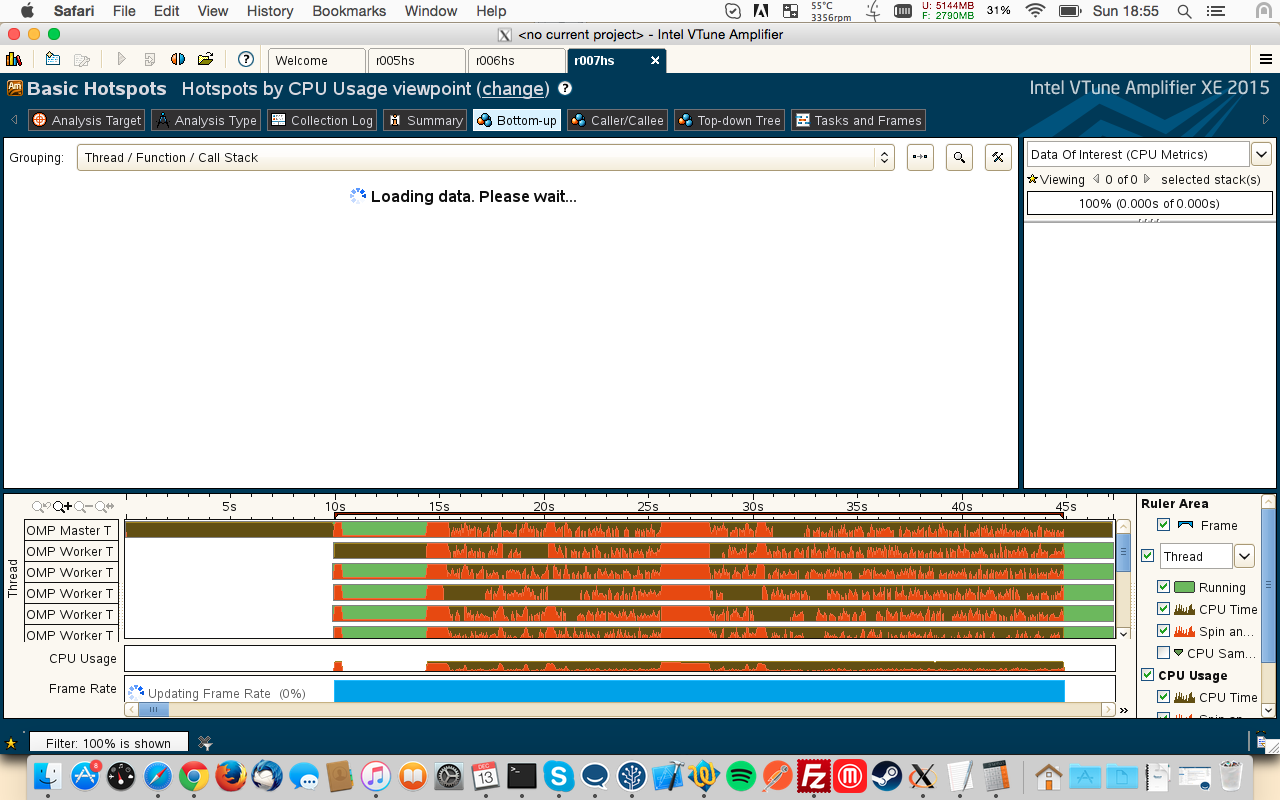 Safari File Edit View History Bookmarks Window Help 55°C 3356rpm U: 5144MB F: 2790MB 31% Sun 18:55
<no current project> - Intel VTune Amplifier
Welcome r005hs r006hs r007hs
Basic Hotspots Hotspots by CPU Usage viewpoint (change) Intel VTune Amplifier XE 2015
Analysis Target Analysis Type Collection Log Summary Bottom-up Caller/Callee Top-down Tree Tasks and Frames
Grouping: Thread / Function / Call Stack
Data Of Interest (CPU Metrics)
Viewing 0 of 0 selected stack(s)
100% (0.000s of 0.000s)
Loading data. Please wait...
5s 10s 15s 20s 25s 30s 35s 40s 45s
Thread
OMP Master T
OMP Worker T
OMP Worker T
OMP Worker T
OMP Worker T
OMP Worker T
CPU Usage
Frame Rate Updating Frame Rate (0%)
Ruler Area
Frame
Thread
Running
CPU Time
Spin an...
CPU Sam...
CPU Usage
CPU Time
Spin an
Filter: 100% is shown
8
DEC
13